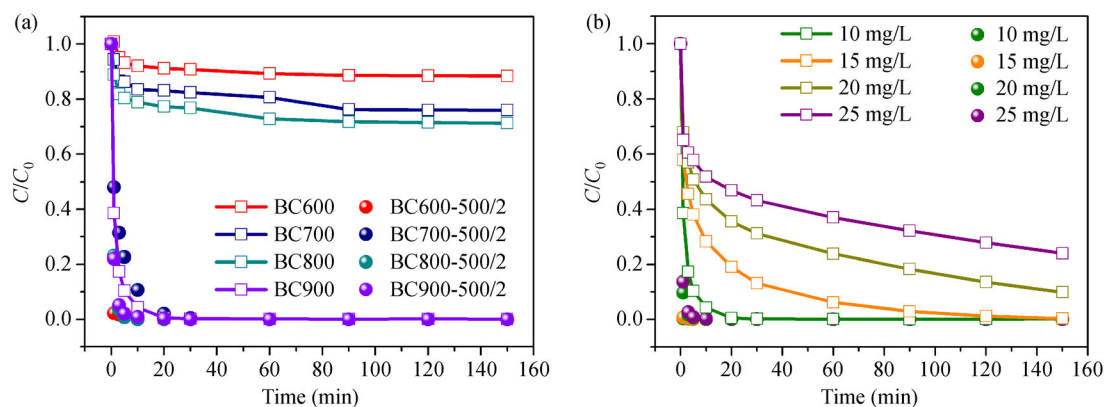 (a)
C/C0
1.0
0.8
0.6
0.4
0.2
0.0
BC600 BC600-500/2
BC700 BC700-500/2
BC800 BC800-500/2
BC900 BC900-500/2
0 20 40 60 80 100 120 140 160
Time (min)
(b)
C/C0
1.0
0.8
0.6
0.4
0.2
0.0
10 mg/L 10 mg/L
15 mg/L 15 mg/L
20 mg/L 20 mg/L
25 mg/L 25 mg/L
0 20 40 60 80 100 120 140 160
Time (min)